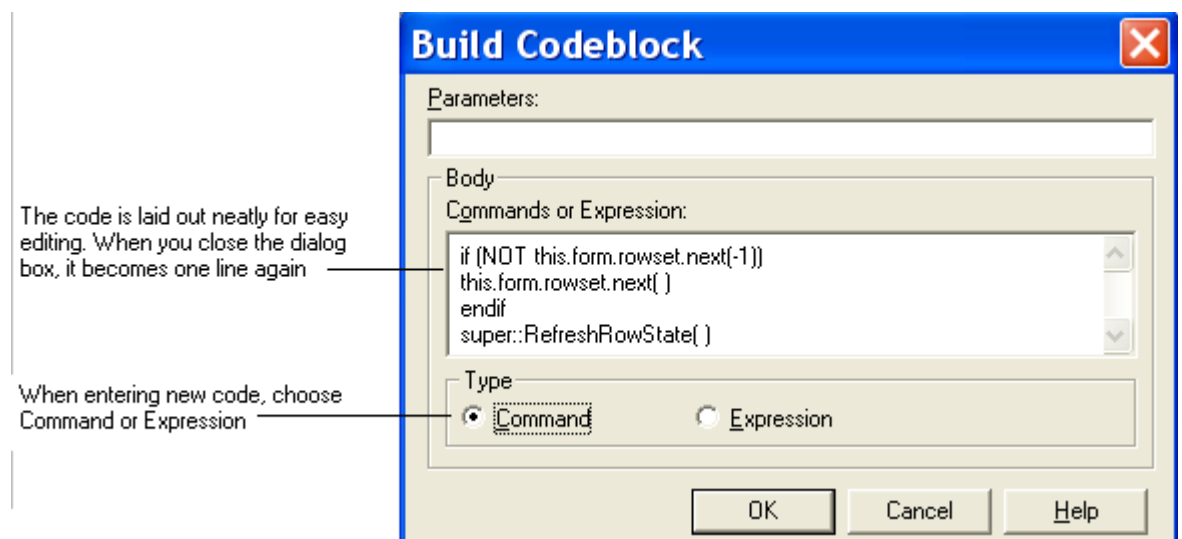 Build Codeblock
Parameters:
Body
Commands or Expression:
The code is laid out neatly for easy
editing. When you close the dialog
box, it becomes one line again
if (NOT this.form.rowset.next(-1))
this.form.rowset.next( )
endif
super::RefreshRowState( )
Type
When entering new code, choose
Command or Expression
Command
Expression
OK
Cancel
Help